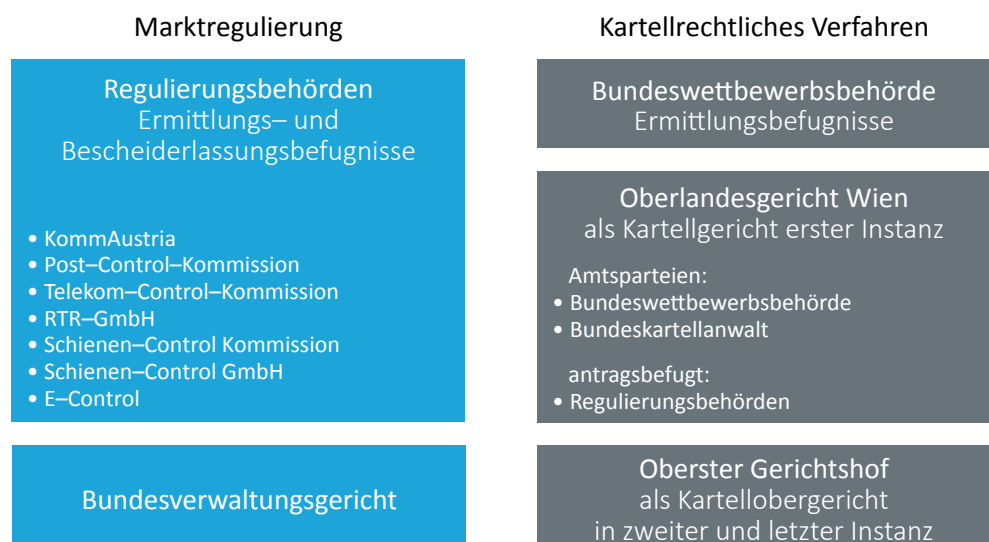 Marktregulierung
Regulierungsbehörden
Ermittlungs– und
Bescheiderlassungsbefugnisse
• KommAustria
• Post–Control–Kommission
• Telekom–Control–Kommission
• RTR–GmbH
• Schienen–Control Kommission
• Schienen–Control GmbH
• E–Control
Bundesverwaltungsgericht
Kartellrechtliches Verfahren
Bundeswettbewerbsbehörde
Ermittlungsbefugnisse
Oberlandesgericht Wien
als Kartellgericht erster Instanz
Amtsparteien:
• Bundeswettbewerbsbehörde
• Bundeskartellanwalt
antragsbefugt:
• Regulierungsbehörden
Oberster Gerichtshof
als Kartellobergericht
in zweiter und letzter Instanz